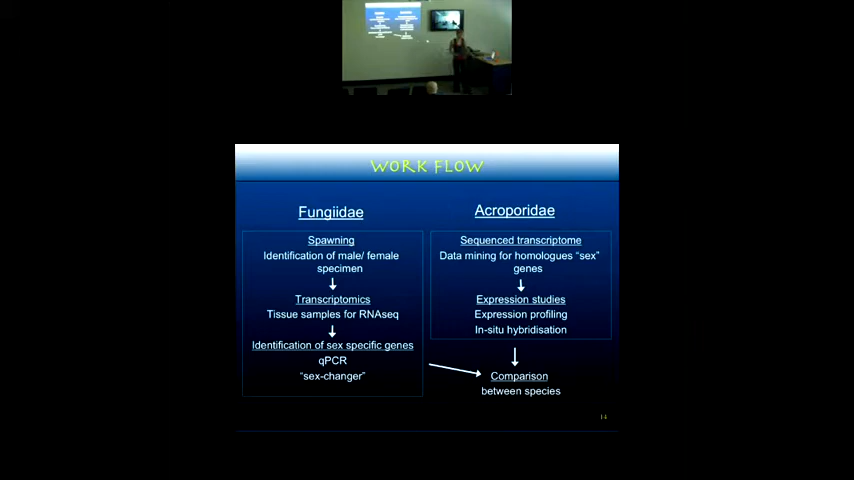 WORK FLOW
Fungiidae
Spawning
Identification of male/ female
specimen
Transcriptomics
Tissue samples for RNAseq
Identification of sex specific genes
qPCR
“sex-changer”
Acroporidae
Sequenced transcriptome
Data mining for homologues “sex”
genes
Expression studies
Expression profiling
In-situ hybridisation
Comparison
between species
14